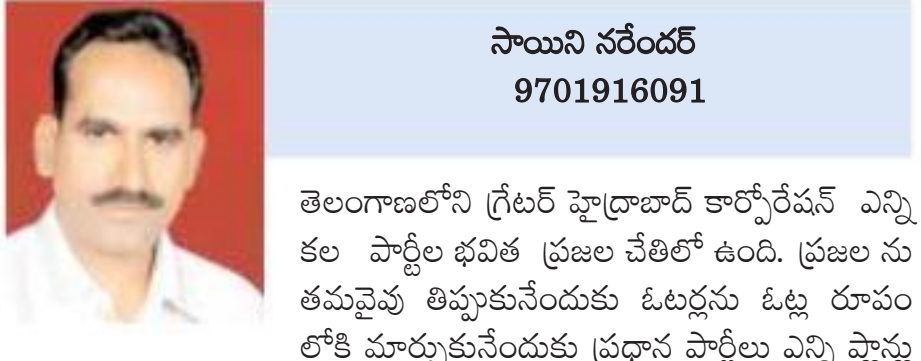 సాయిని నరేందర్
9701916091
తెలంగాణలోని గ్రేటర్ హైద్రాబాద్ కార్పోరేషన్ ఎన్ని
కల పార్టీల భవిత ప్రజల చేతిలో ఉంది. ప్రజల ను
తమవైవు తిప్పుకునేందుకు ఓటర్లను ఓట్ల రూపం
లోకి మార్చుకునేందుకు ప్రధాన పార్టీలు ఎన్ని ప్లాన్లు